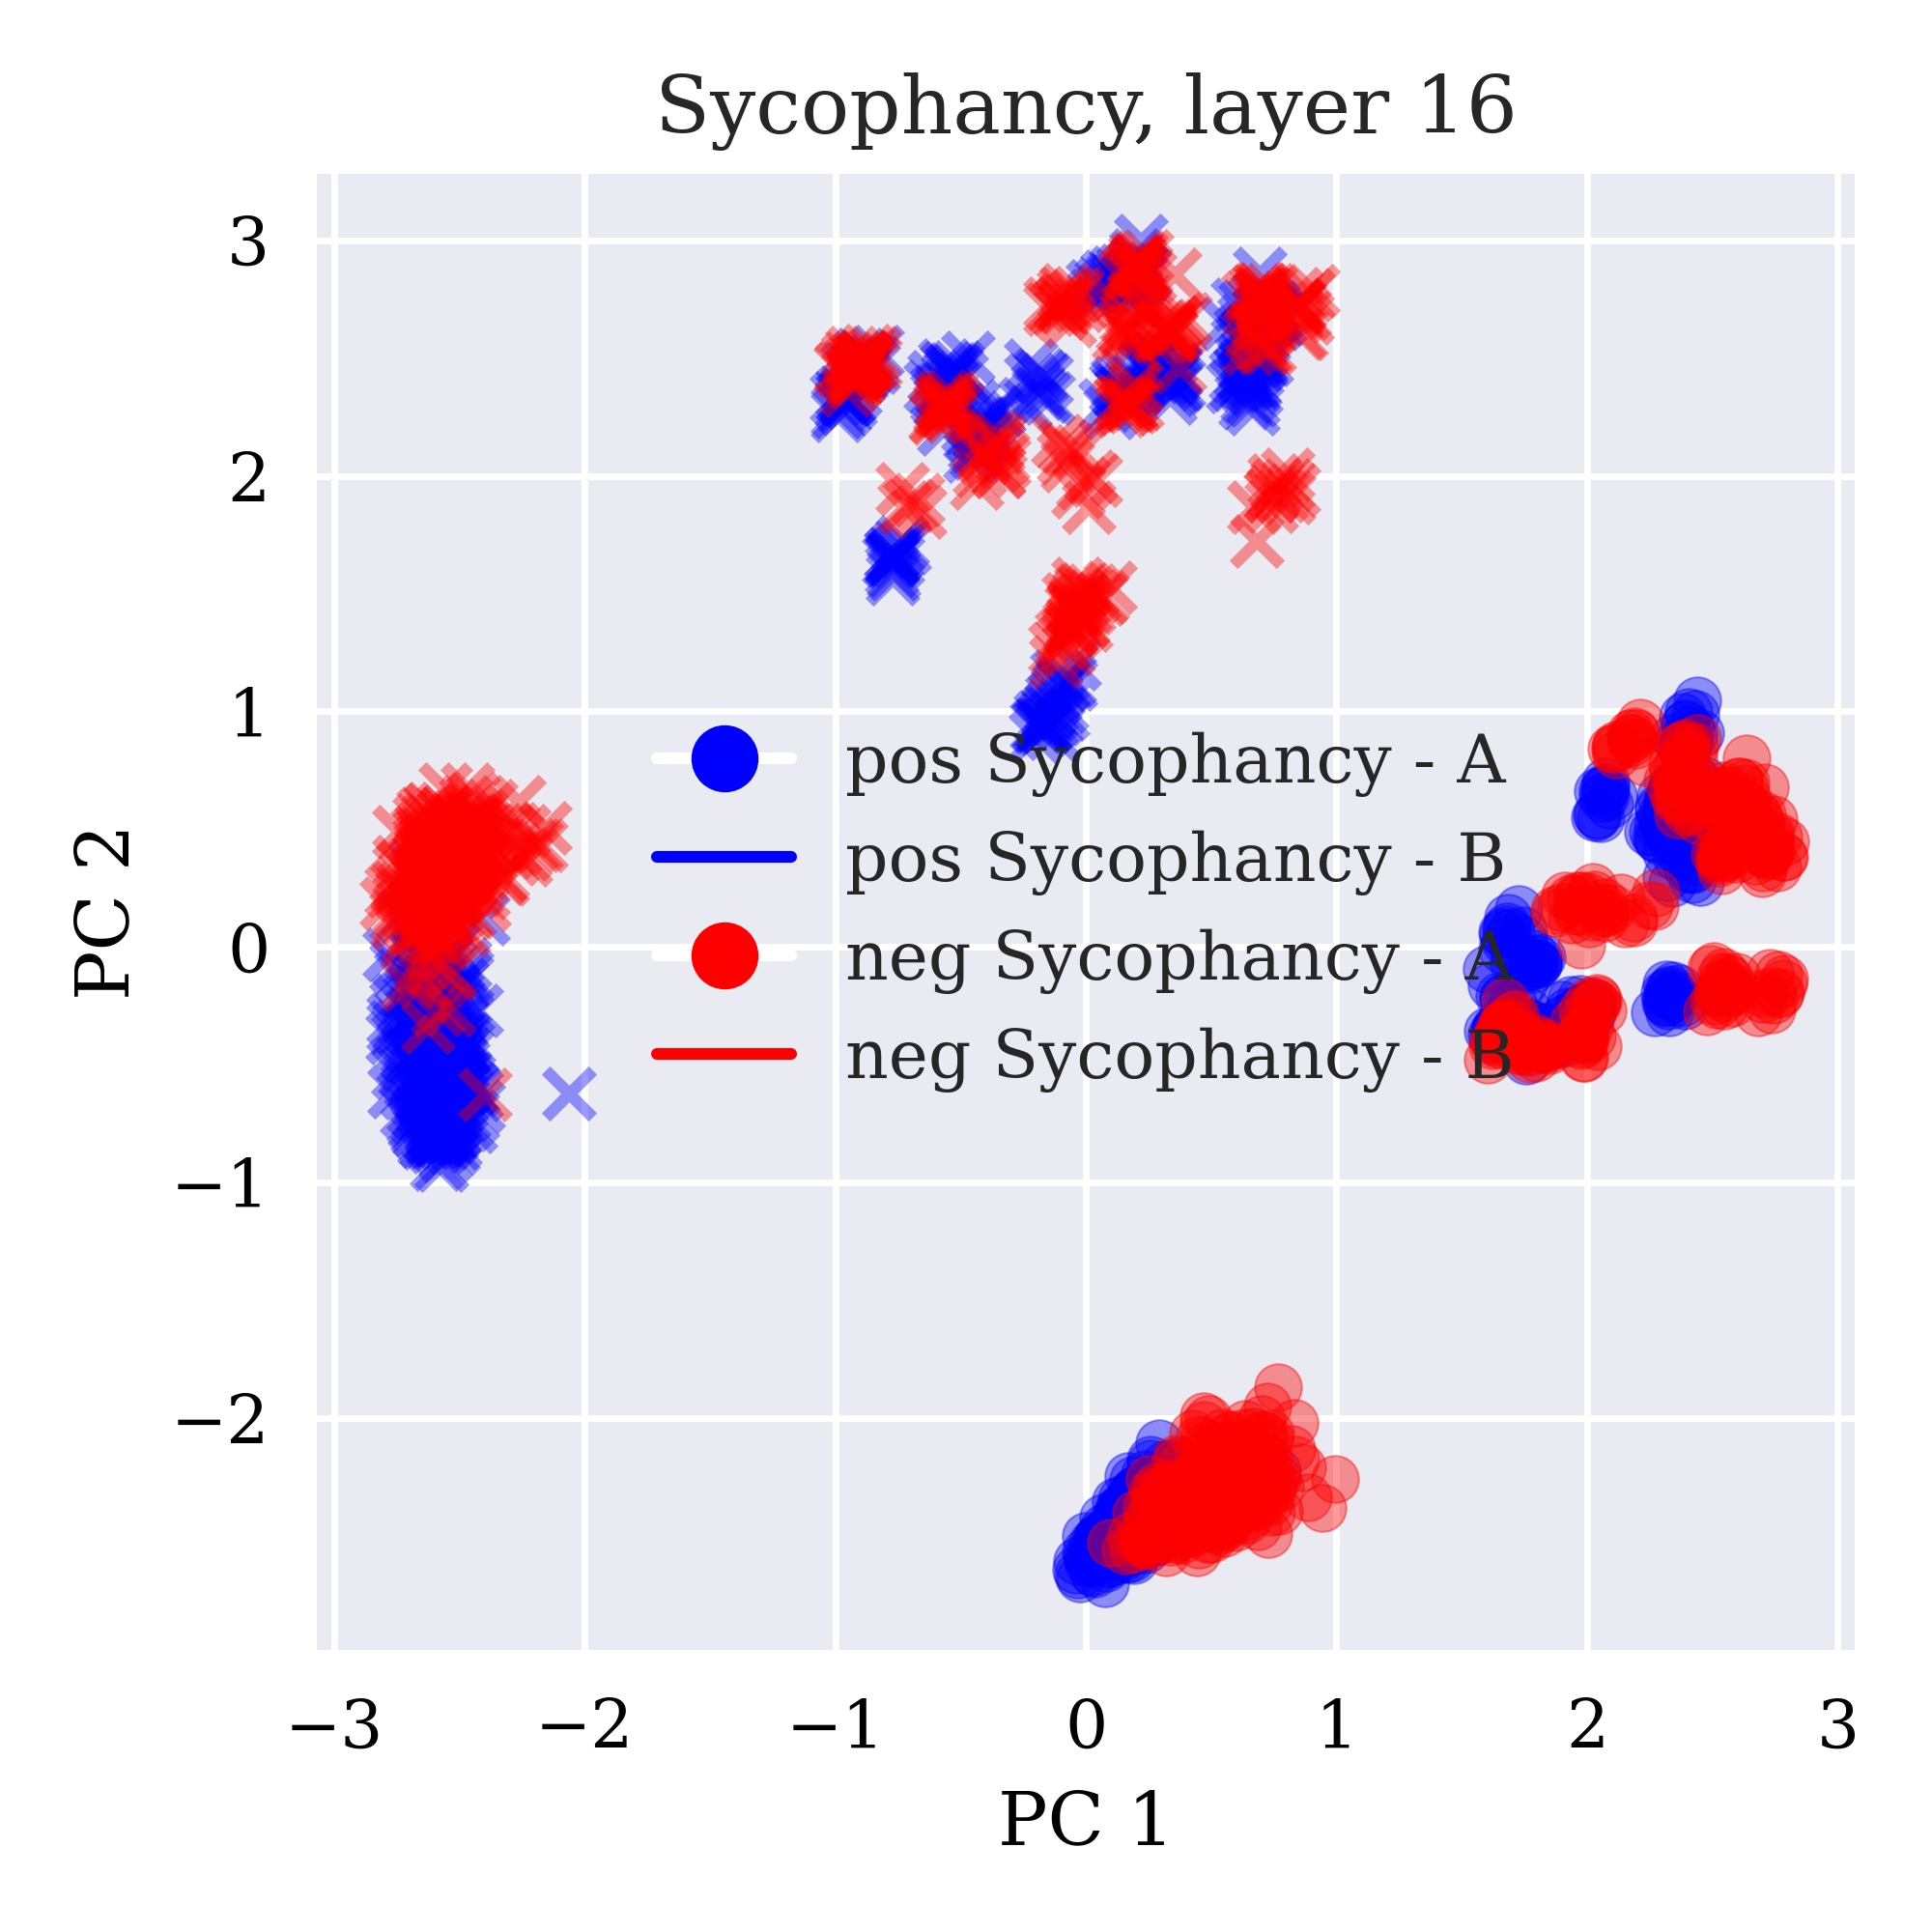 Sycophancy, layer 16
3
2
1
0
−1
−2
PC 2
pos Sycophancy - A
pos Sycophancy - B
neg Sycophancy - A
neg Sycophancy - B
−3 −2 −1 0 1 2 3
PC 1